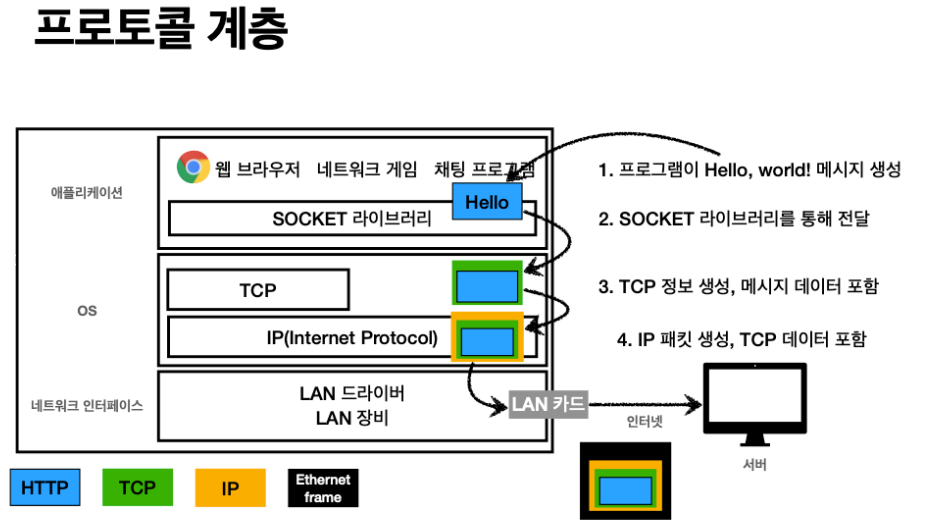 프로토콜 계층
애플리케이션
웹 브라우저 네트워크 게임 채팅 프로그램
Hello
SOCKET 라이브러리
1. 프로그램이 Hello, world! 메시지 생성
2. SOCKET 라이브러리를 통해 전달
OS
TCP
IP(Internet Protocol)
3. TCP 정보 생성, 메시지 데이터 포함
4. IP 패킷 생성, TCP 데이터 포함
네트워크 인터페이스
LAN 드라이버
LAN 장비
LAN 카드
인터넷
서버
HTTP
TCP
IP
Ethernet
frame